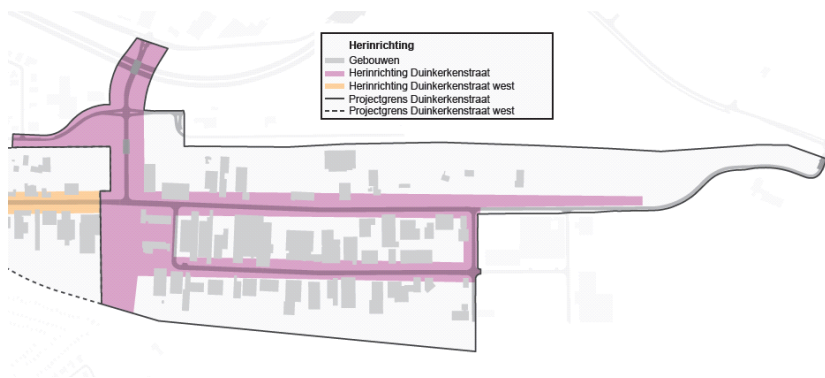 Herinrichting
Gebouwen
Herinrichting Duinkerkenstraat
Herinrichting Duinkerkenstraat west
Projectgrens Duinkerkenstraat
Projectgrens Duinkerkenstraat west